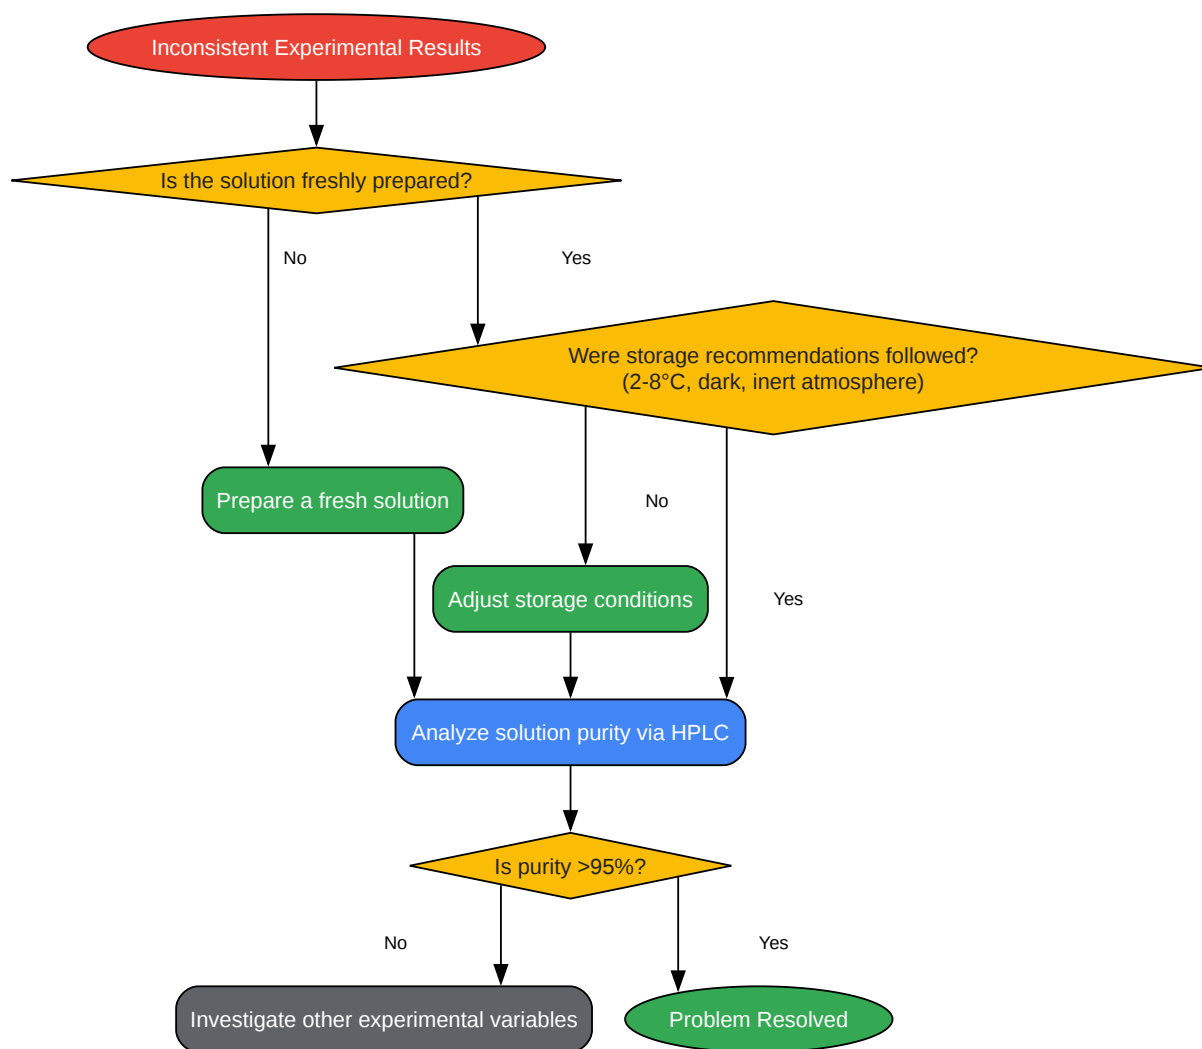 Inconsistent Experimental Results
Is the solution freshly prepared?
No
Yes
Were storage recommendations followed?
(2-8°C, dark, inert atmosphere)
Prepare a fresh solution
No
Adjust storage conditions
Yes
Analyze solution purity via HPLC
Is purity >95%?
No
Yes
Investigate other experimental variables
Problem Resolved